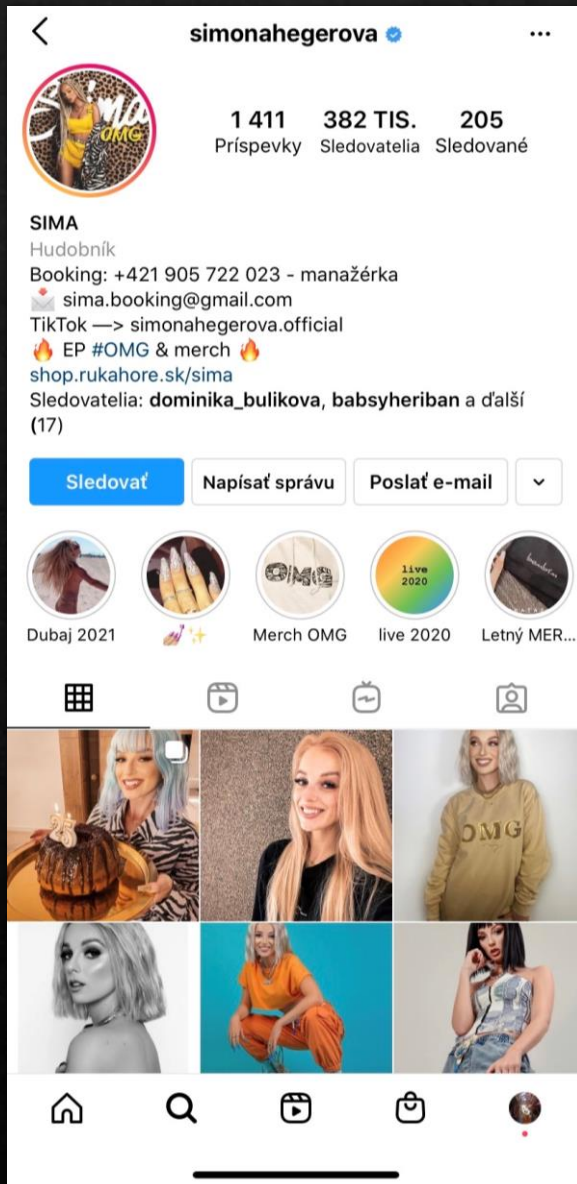 simonahegerova
Sima
OMG
1 411
382 TIS.
205
Príspevky
Sledovatelia
Sledované
SIMA
Hudobník
Booking: +421 905 722 023 - manažérka
📩 sima.booking@gmail.com
TikTok —> simonahegerova.official
🔥 EP #OMG & merch 🔥
shop.rukahore.sk/sima
Sledovatelia: dominika_bulikova, babsyheriban a ďalší
(17)
Sledovať
Napísať správu
Poslať e-mail
OMG
live
2020
Dubaj 2021
💅✨
Merch OMG
live 2020
Letný MER...
OMG